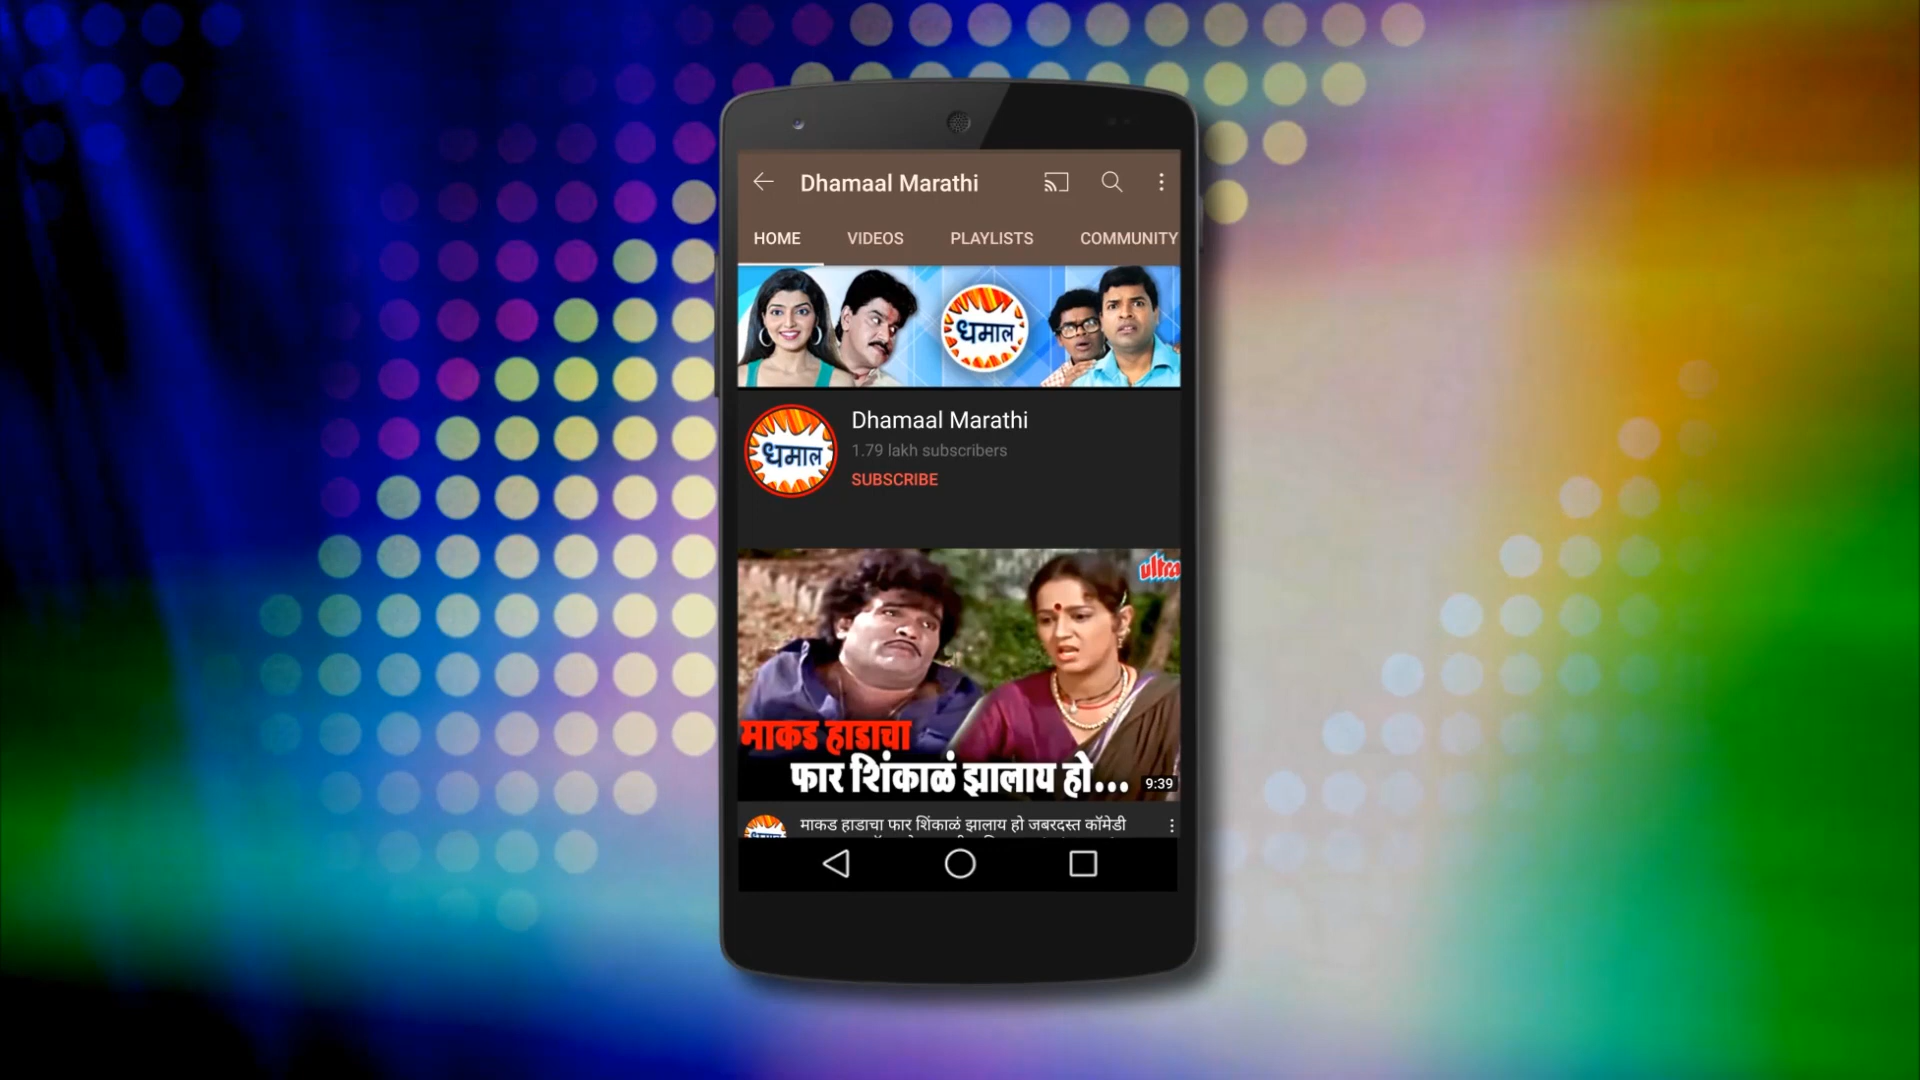 Dhamaal Marathi
HOME VIDEOS PLAYLISTS COMMUNITY
धमाल
धमाल
Dhamaal Marathi
1.79 lakh subscribers
SUBSCRIBE
ultra
माकड हाडाचा
फार शिंकाळं झालाय हो...
9:39
माकड हाडाचा फार शिंकाळं झालाय हो जबरदस्त कॉमेडी